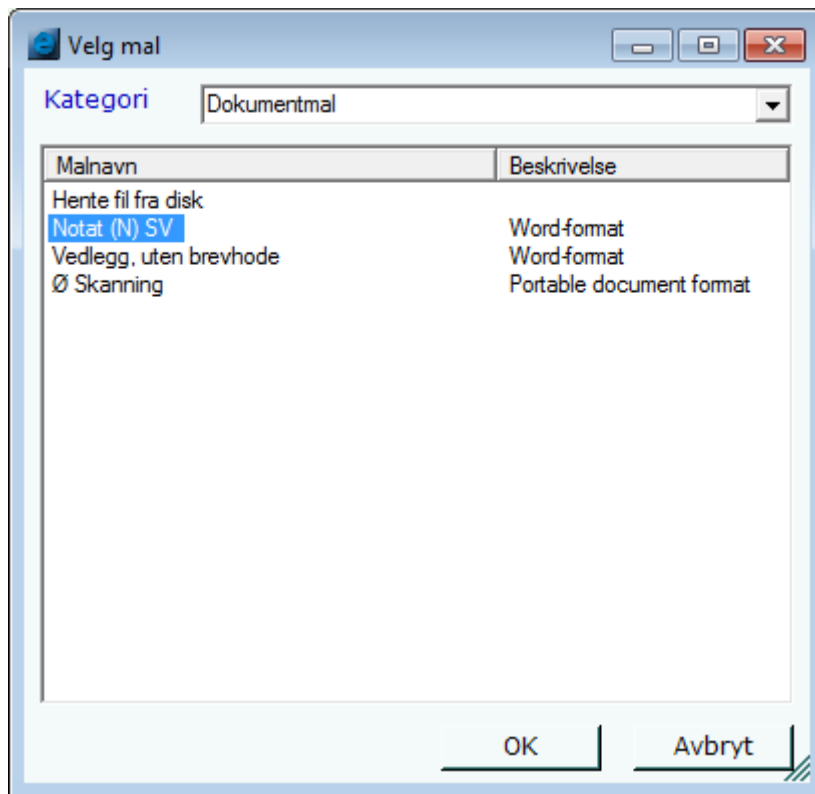 Velg mal
Kategori Dokumentmal
Malnavn Beskrivelse
Hente fil fra disk
Notat (N) SV Word-format
Vedlegg, uten brevhode Word-format
Ø Skanning Portable document format
OK Avbryt